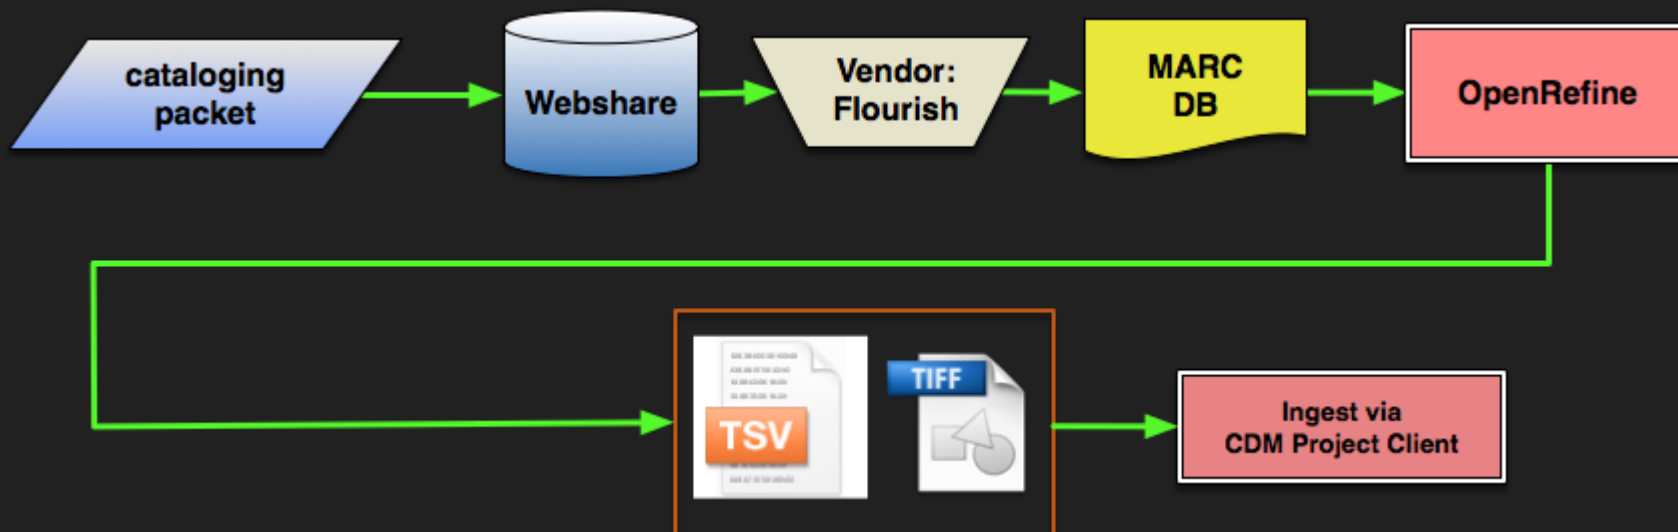 cataloging
packet
Webshare
Vendor:
Flourish
MARC
DB
OpenRefine
TSV
TIFF
Ingest via
CDM Project Client